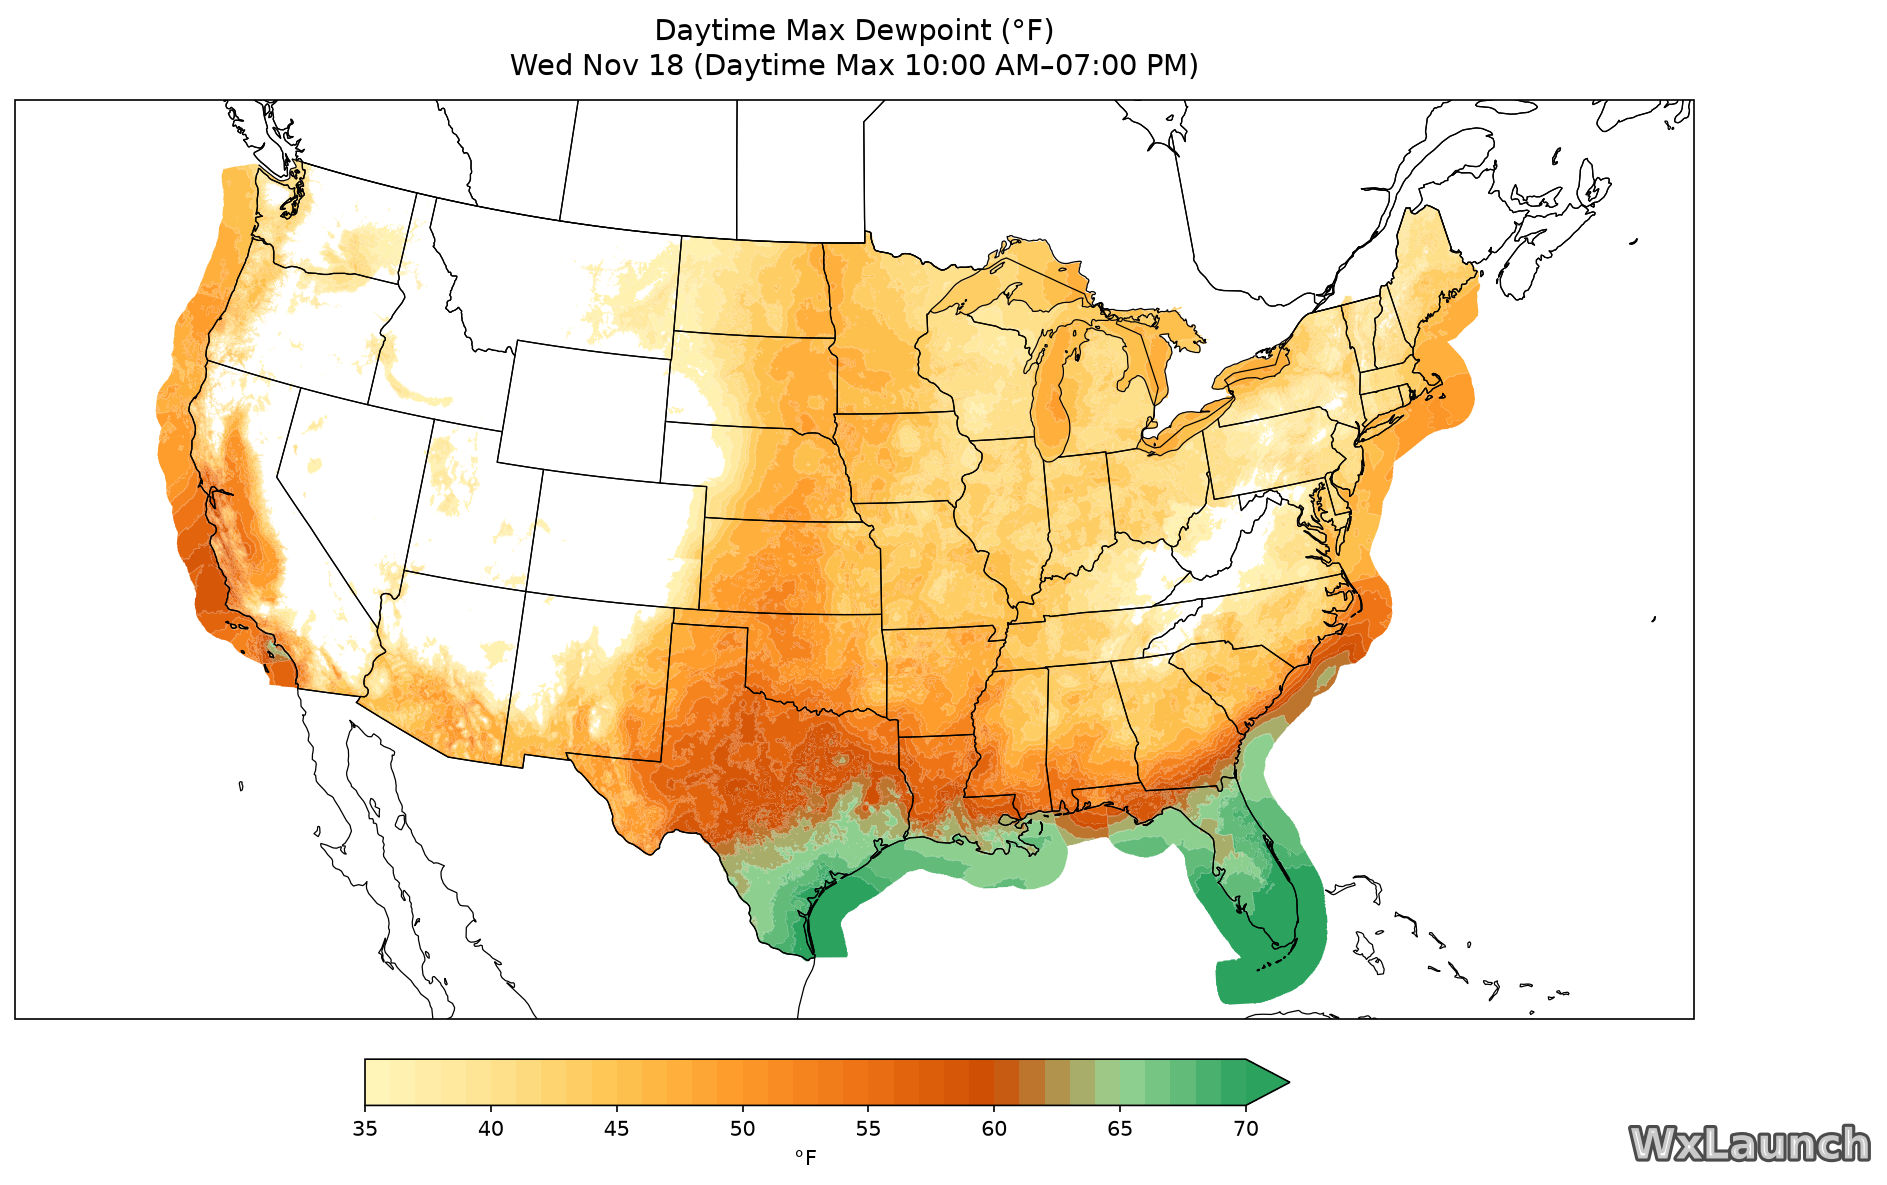 Daytime Max Dewpoint (°F)
Wed Nov 18 (Daytime Max 10:00 AM–07:00 PM)
35 40 45 50 55 60 65 70
°F
WxLaunch